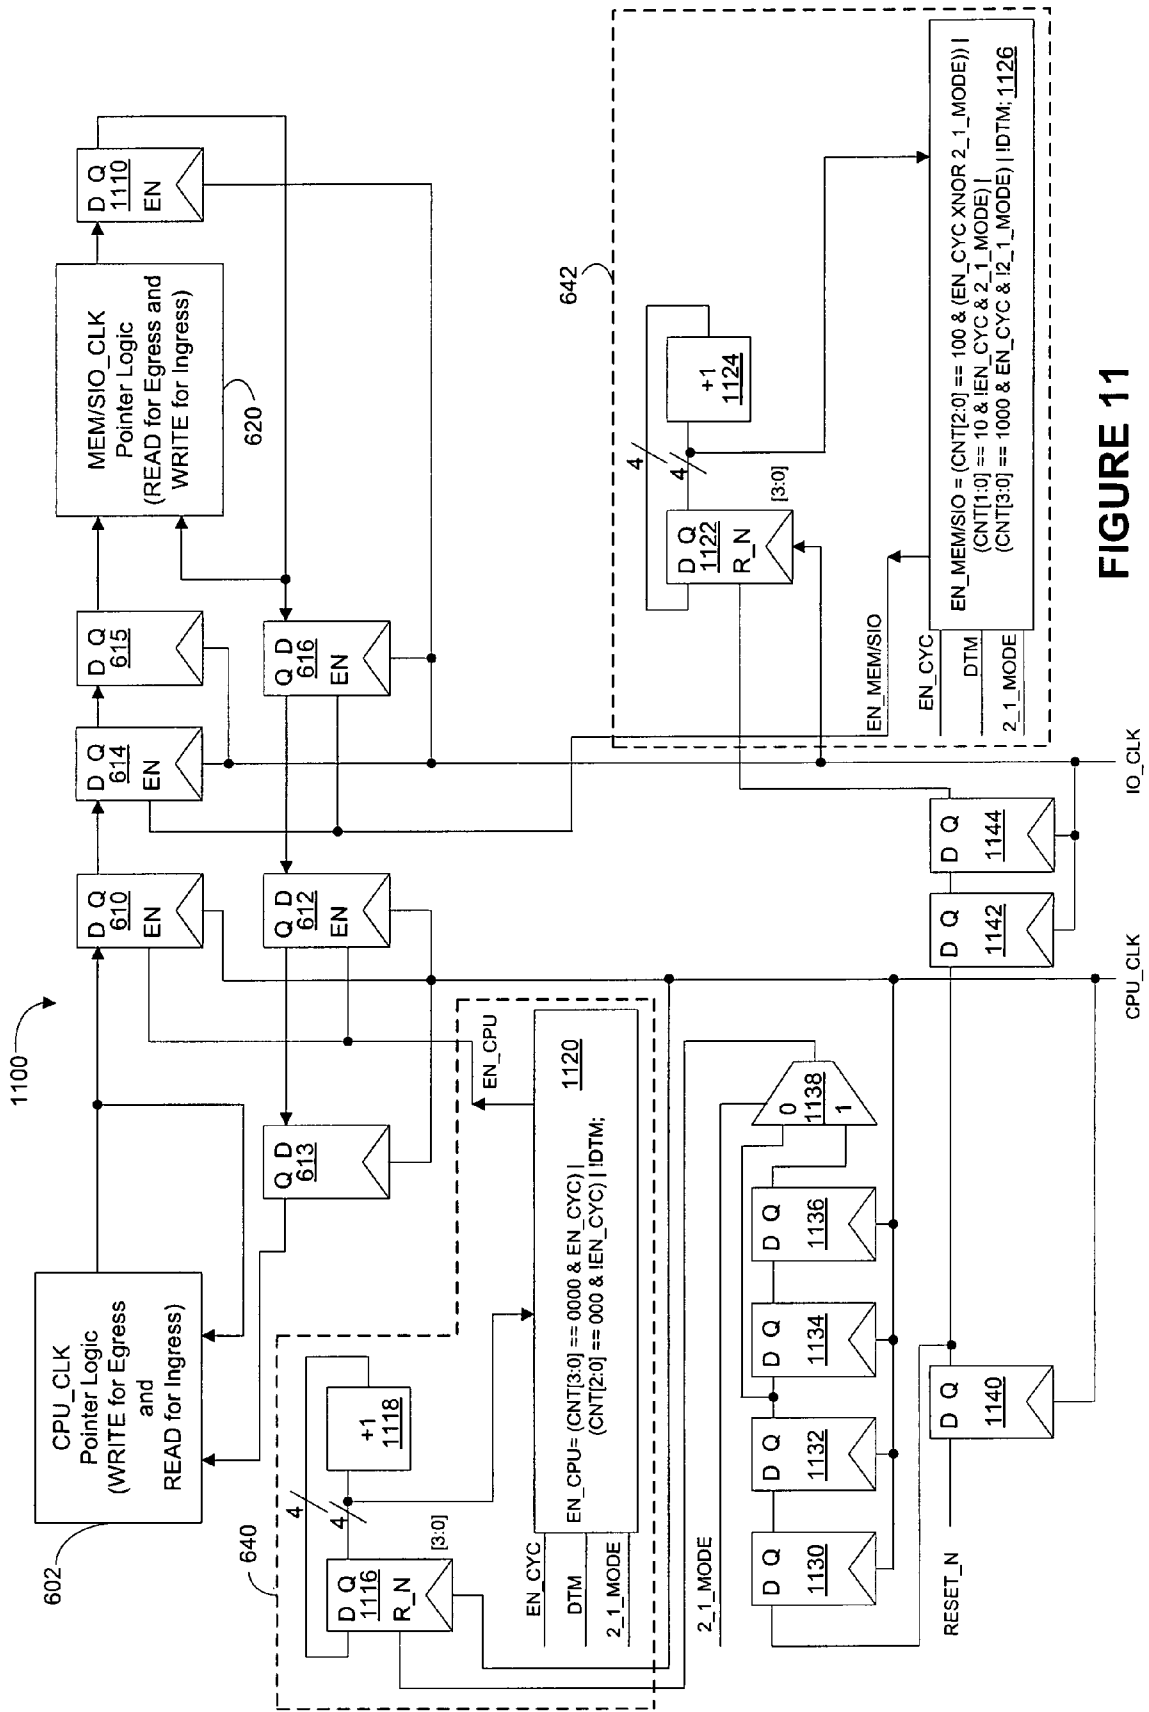 1100
602
CPU_CLK
Pointer Logic
(WRITE for Egress
and
READ for Ingress)
D Q
610
EN
D Q
614
EN
D Q
615
MEM/SIO_CLK
Pointer Logic
(READ for Egress and
WRITE for Ingress)
620
D Q
1110
EN
Q D
613
Q D
612
EN
Q D
616
EN
640
D Q
1116
R_N
[3:0]
4
4
+1
1118
EN_CPU
EN_CYC
DTM
2_1_MODE
EN_CPU= (CNT[3:0] == 0000 & EN_CYC) |
(CNT[2:0] == 000 & !EN_CYC) | !DTM;
1120
642
D Q
1122
R_N
[3:0]
4
4
+1
1124
EN_MEM/SIO
EN_CYC
DTM
2_1_MODE
EN_MEM/SIO = (CNT[2:0] == 100 & (EN_CYC XNOR 2_1_MODE)) |
(CNT[1:0] == 10 & !EN_CYC & 2_1_MODE) |
(CNT[3:0] == 1000 & EN_CYC & !2_1_MODE) | !DTM; 1126
2_1_MODE
D Q
1130
D Q
1132
D Q
1134
D Q
1136
0
1138
1
RESET_N
D Q
1140
D Q
1142
D Q
1144
CPU_CLK
IO_CLK
FIGURE 11